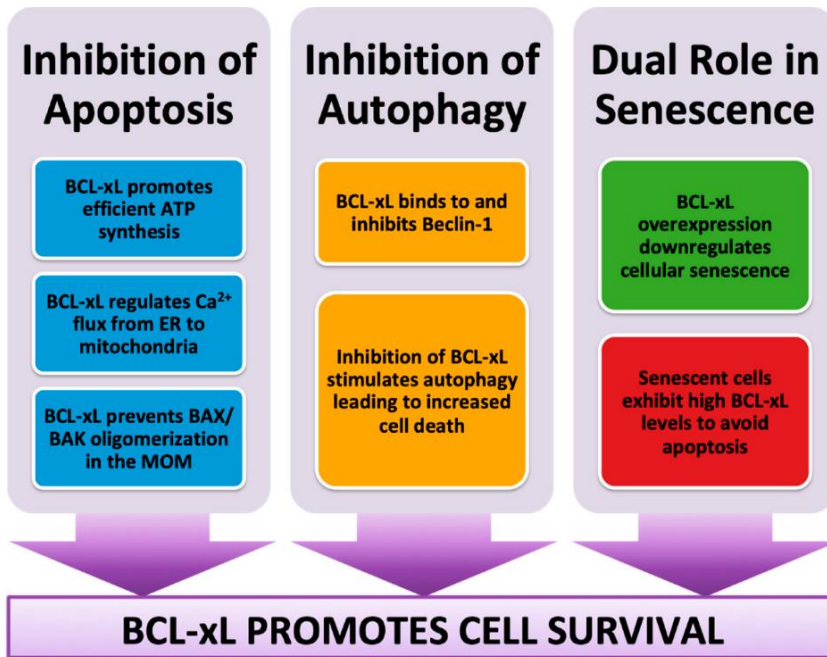 Inhibition of
Apoptosis
BCL-xL promotes
efficient ATP
synthesis
BCL-xL regulates Ca²⁺
flux from ER to
mitochondria
BCL-xL prevents BAX/
BAK oligomerization
in the MOM
Inhibition of
Autophagy
BCL-xL binds to and
inhibits Beclin-1
Inhibition of BCL-xL
stimulates autophagy
leading to increased
cell death
Dual Role in
Senescence
BCL-xL
overexpression
downregulates
cellular senescence
Senescent cells
exhibit high BCL-xL
levels to avoid
apoptosis
BCL-xL PROMOTES CELL SURVIVAL